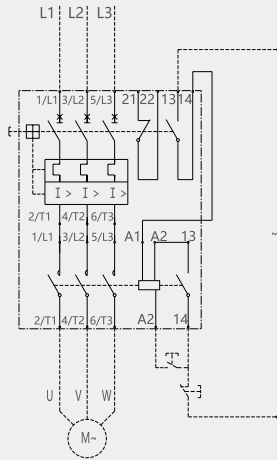 L1 L2 L3
1/L1 3/L2 5/L3 21 22 13 14
I > I > I >
2/T1 4/T2 6/T3
1/L1 3/L2 5/L3 A1 A2 13
~
2/T1 4/T2 6/T3 A2 14
U V W
M~